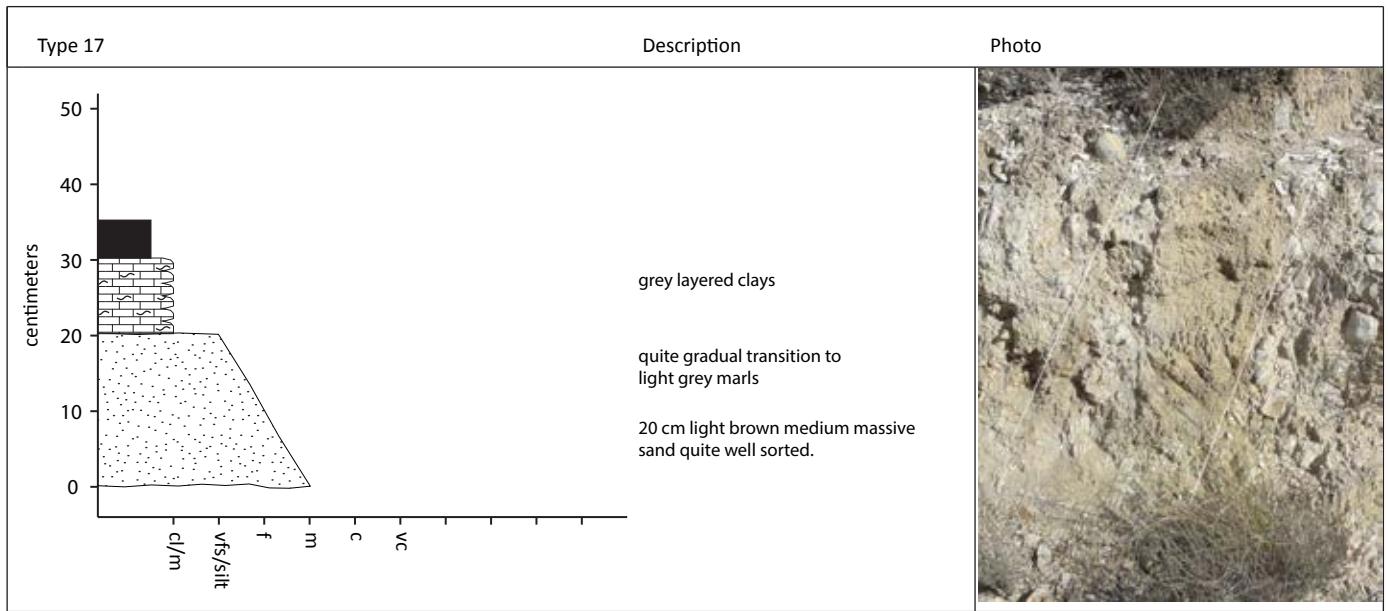 Type 17
Description
Photo
50
40
30
20
10
0
centimeters
cl/m
vfs/silt
f
m
c
vc
grey layered clays
quite gradual transition to
light grey marls
20 cm light brown medium massive
sand quite well sorted.